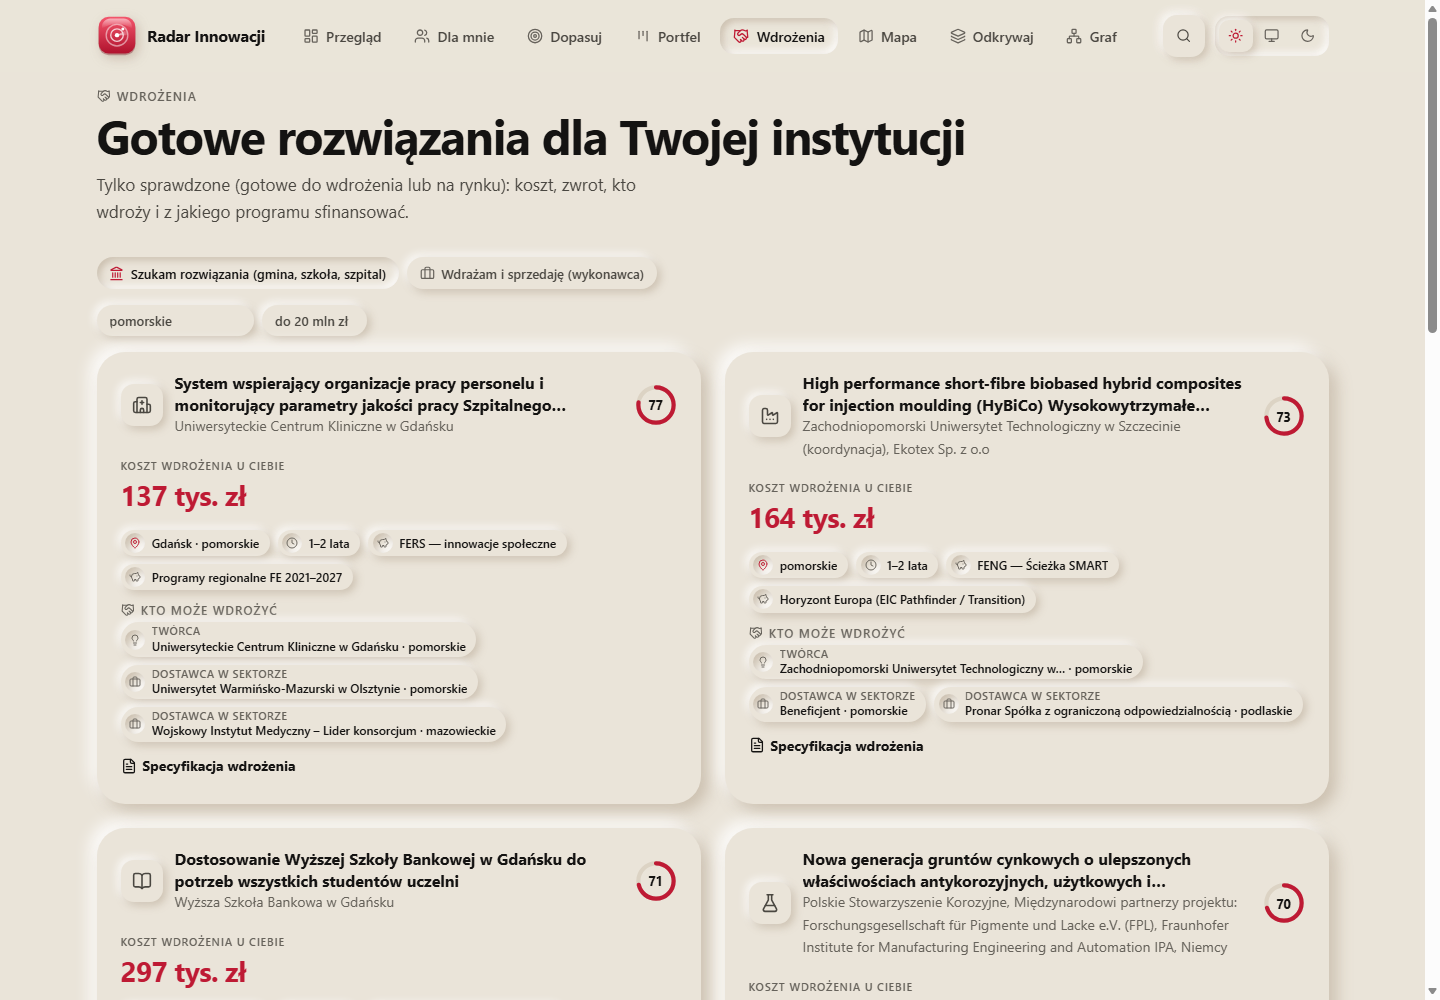 Radar Innowacji
Przegląd
Dla mnie
Dopasuj
Portfel
Wdrożenia
Mapa
Odkrywaj
Graf
WDROŻENIA
Gotowe rozwiązania dla Twojej instytucji
Tylko sprawdzone (gotowe do wdrożenia lub na rynku): koszt, zwrot, kto
wdroży i z jakiego programu sfinansować.
Szukam rozwiązania (gmina, szkoła, szpital)
Wdrażam i sprzedaję (wykonawca)
pomorskie
do 20 mln zł
System wspierający organizacje pracy personelu i
monitorujący parametry jakości pracy Szpitalnego...
Uniwersyteckie Centrum Kliniczne w Gdańsku
77
KOSZT WDROŻENIA U CIEBIE
137 tys. zł
Gdańsk · pomorskie
1–2 lata
FERS — innowacje społeczne
Programy regionalne FE 2021–2027
KTO MOŻE WDROŻYĆ
TWÓRCA
Uniwersyteckie Centrum Kliniczne w Gdańsku · pomorskie
DOSTAWCA W SEKTORZE
Uniwersytet Warmińsko-Mazurski w Olsztynie · pomorskie
DOSTAWCA W SEKTORZE
Wojskowy Instytut Medyczny – Lider konsorcjum · mazowieckie
Specyfikacja wdrożenia
High performance short-fibre biobased hybrid composites
for injection moulding (HyBiCo) Wysokowytrzymałe...
Zachodniopomorski Uniwersytet Technologiczny w Szczecinie
(koordynacja), Ekotex Sp. z o.o
73
KOSZT WDROŻENIA U CIEBIE
164 tys. zł
pomorskie
1–2 lata
FENG — Ścieżka SMART
Horyzont Europa (EIC Pathfinder / Transition)
KTO MOŻE WDROŻYĆ
TWÓRCA
Zachodniopomorski Uniwersytet Technologiczny w... · pomorskie
DOSTAWCA W SEKTORZE
Beneficjent · pomorskie
DOSTAWCA W SEKTORZE
Pronar Spółka z ograniczoną odpowiedzialnością · podlaskie
Specyfikacja wdrożenia
Dostosowanie Wyższej Szkoły Bankowej w Gdańsku do
potrzeb wszystkich studentów uczelni
Wyższa Szkoła Bankowa w Gdańsku
71
KOSZT WDROŻENIA U CIEBIE
297 tys. zł
Nowa generacja gruntów cynkowych o ulepszonych
właściwościach antykorozyjnych, użytkowych i...
Polskie Stowarzyszenie Korozyjne, Międzynarodowi partnerzy projektu:
Forschungsgesellschaft für Pigmente und Lacke e.V. (FPL), Fraunhofer
Institute for Manufacturing Engineering and Automation IPA, Niemcy
70
KOSZT WDROŻENIA U CIEBIE